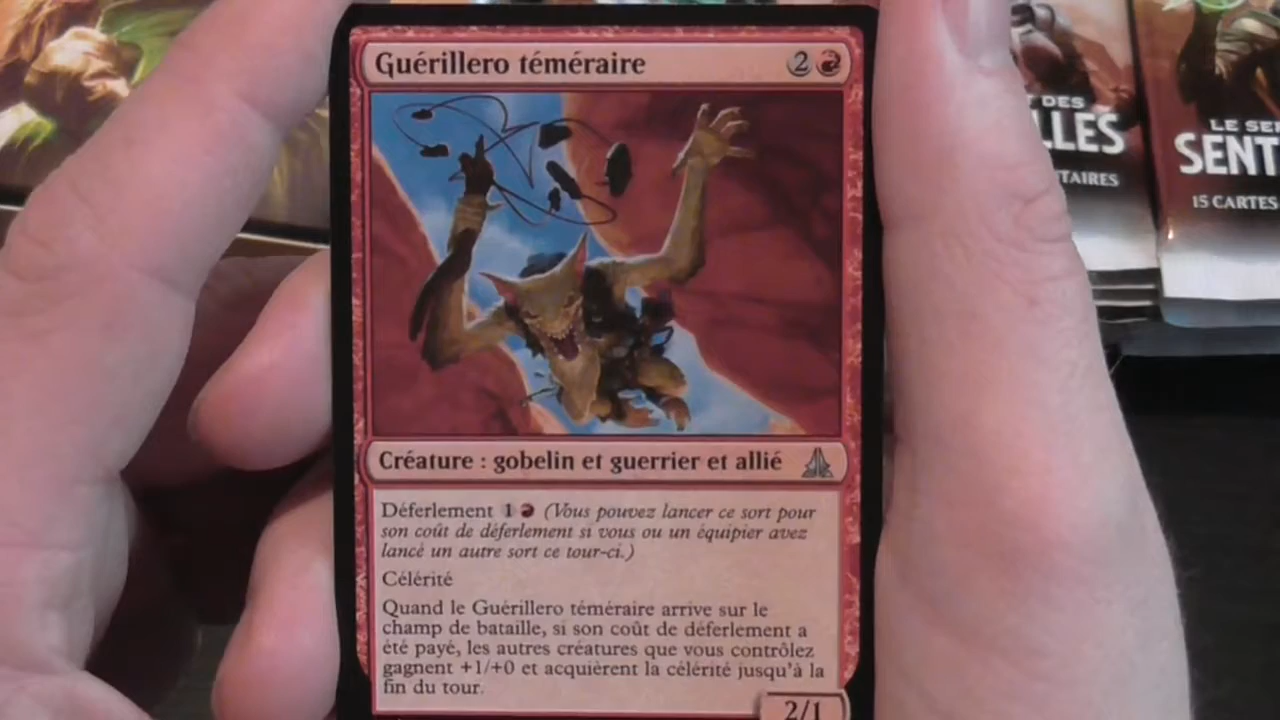 Guérillero téméraire 2
Créature : gobelin et guerrier et allié
Déferlement 1 (Vous pouvez lancer ce sort pour
son coût de déferlement si vous ou un équipier avez
lancé un autre sort ce tour-ci.)
Célérité
Quand le Guérillero téméraire arrive sur le
champ de bataille, si son coût de déferlement a
été payé, les autres créatures que vous contrôlez
gagnent +1/+0 et acquièrent la célérité jusqu'à la
fin du tour.
2/1
DES
LE
SENT
15 CARTES